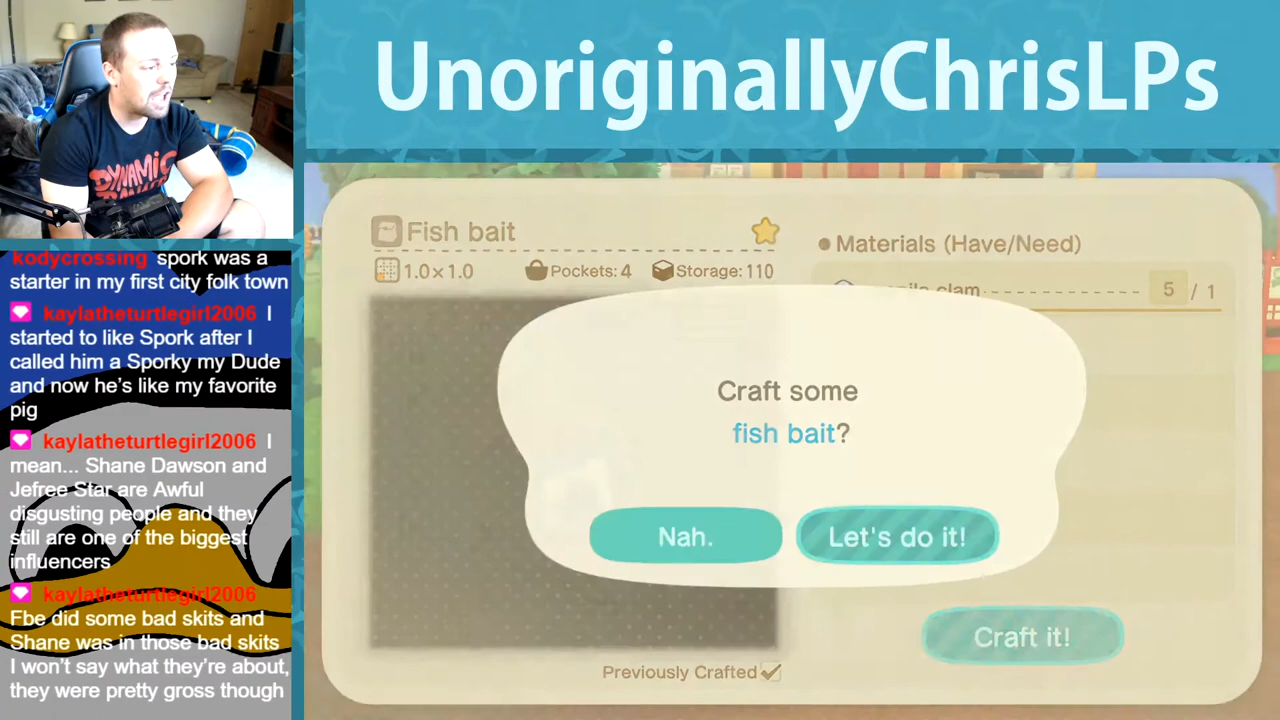 UnoriginallyChrisLPs
DYNAMIC
kodycrossing spork was a
starter in my first city folk town
kaylatheturtlegirl2006 I
started to like Spork after I
called him a Sporky my Dude
and now he's like my favorite
pig
kaylatheturtlegirl2006 I
mean... Shane Dawson and
Jefree Star are Awful
disgusting people and they
still are one of the biggest
influencers
kaylatheturtlegirl2006
Fbe did some bad skits and
Shane was in those bad skits
I won't say what they're about,
they were pretty gross though
Fish bait
1.0×1.0
Pockets: 4
Storage: 110
Materials (Have/Need)
clam
5 / 1
Craft some
fish bait?
Nah.
Let's do it!
Craft it!
Previously Crafted